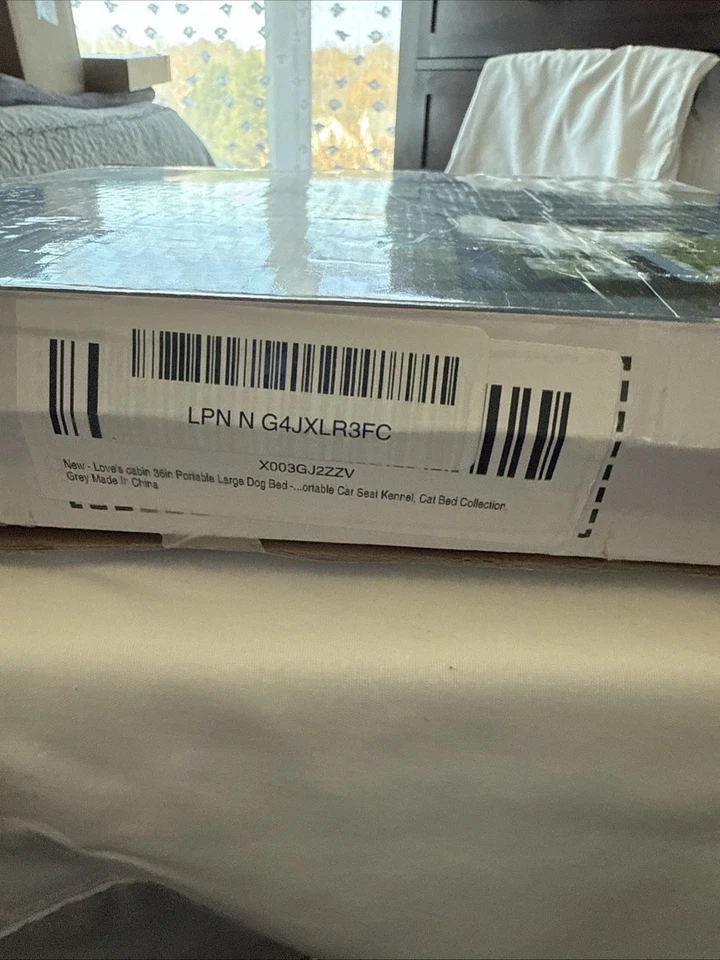 LPN N G4JXLR3FC
X003GJ2ZZV
New - Love's cabin 36in Portable Large Dog Bed -...ortable Car Seat Kennel, Cat Bed Collection,
Grey Made In China